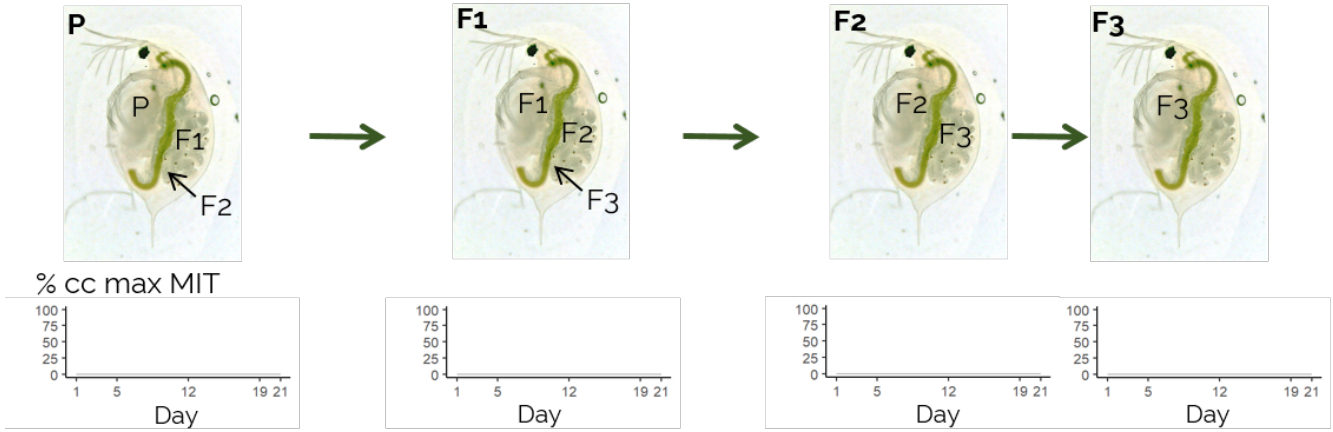 P F1 F2 F3
P F1 F2 F3
F1 F2 F3
F2 F3
% cc max MIT
100 100 100 100
75 75 75 75
50 50 50 50
25 25 25 25
0 0 0 0
1 5 12 19 21 1 5 12 19 21 1 5 12 19 21 1 5 12 19 21
Day Day Day Day